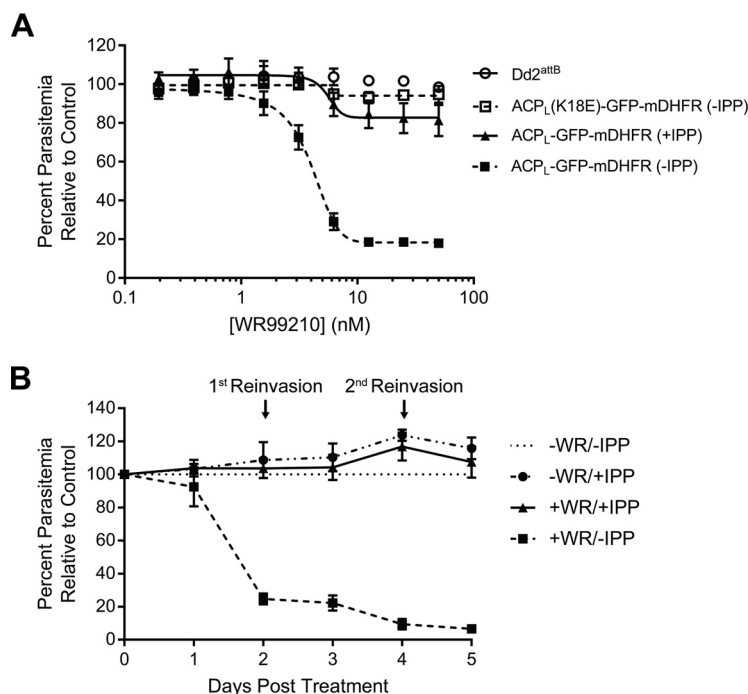 A
Percent Parasitemia
Relative to Control
120
100
80
60
40
20
0
0.1
1
10
100
[WR99210] (nM)
Dd2attB
ACPL(K18E)-GFP-mDHFR (-IPP)
ACPL-GFP-mDHFR (+IPP)
ACPL-GFP-mDHFR (-IPP)
B
1st Reinvasion
2nd Reinvasion
Percent Parasitemia
Relative to Control
140
120
100
80
60
40
20
0
0
1
2
3
4
5
Days Post Treatment
-WR/-IPP
-WR/+IPP
+WR/+IPP
+WR/-IPP